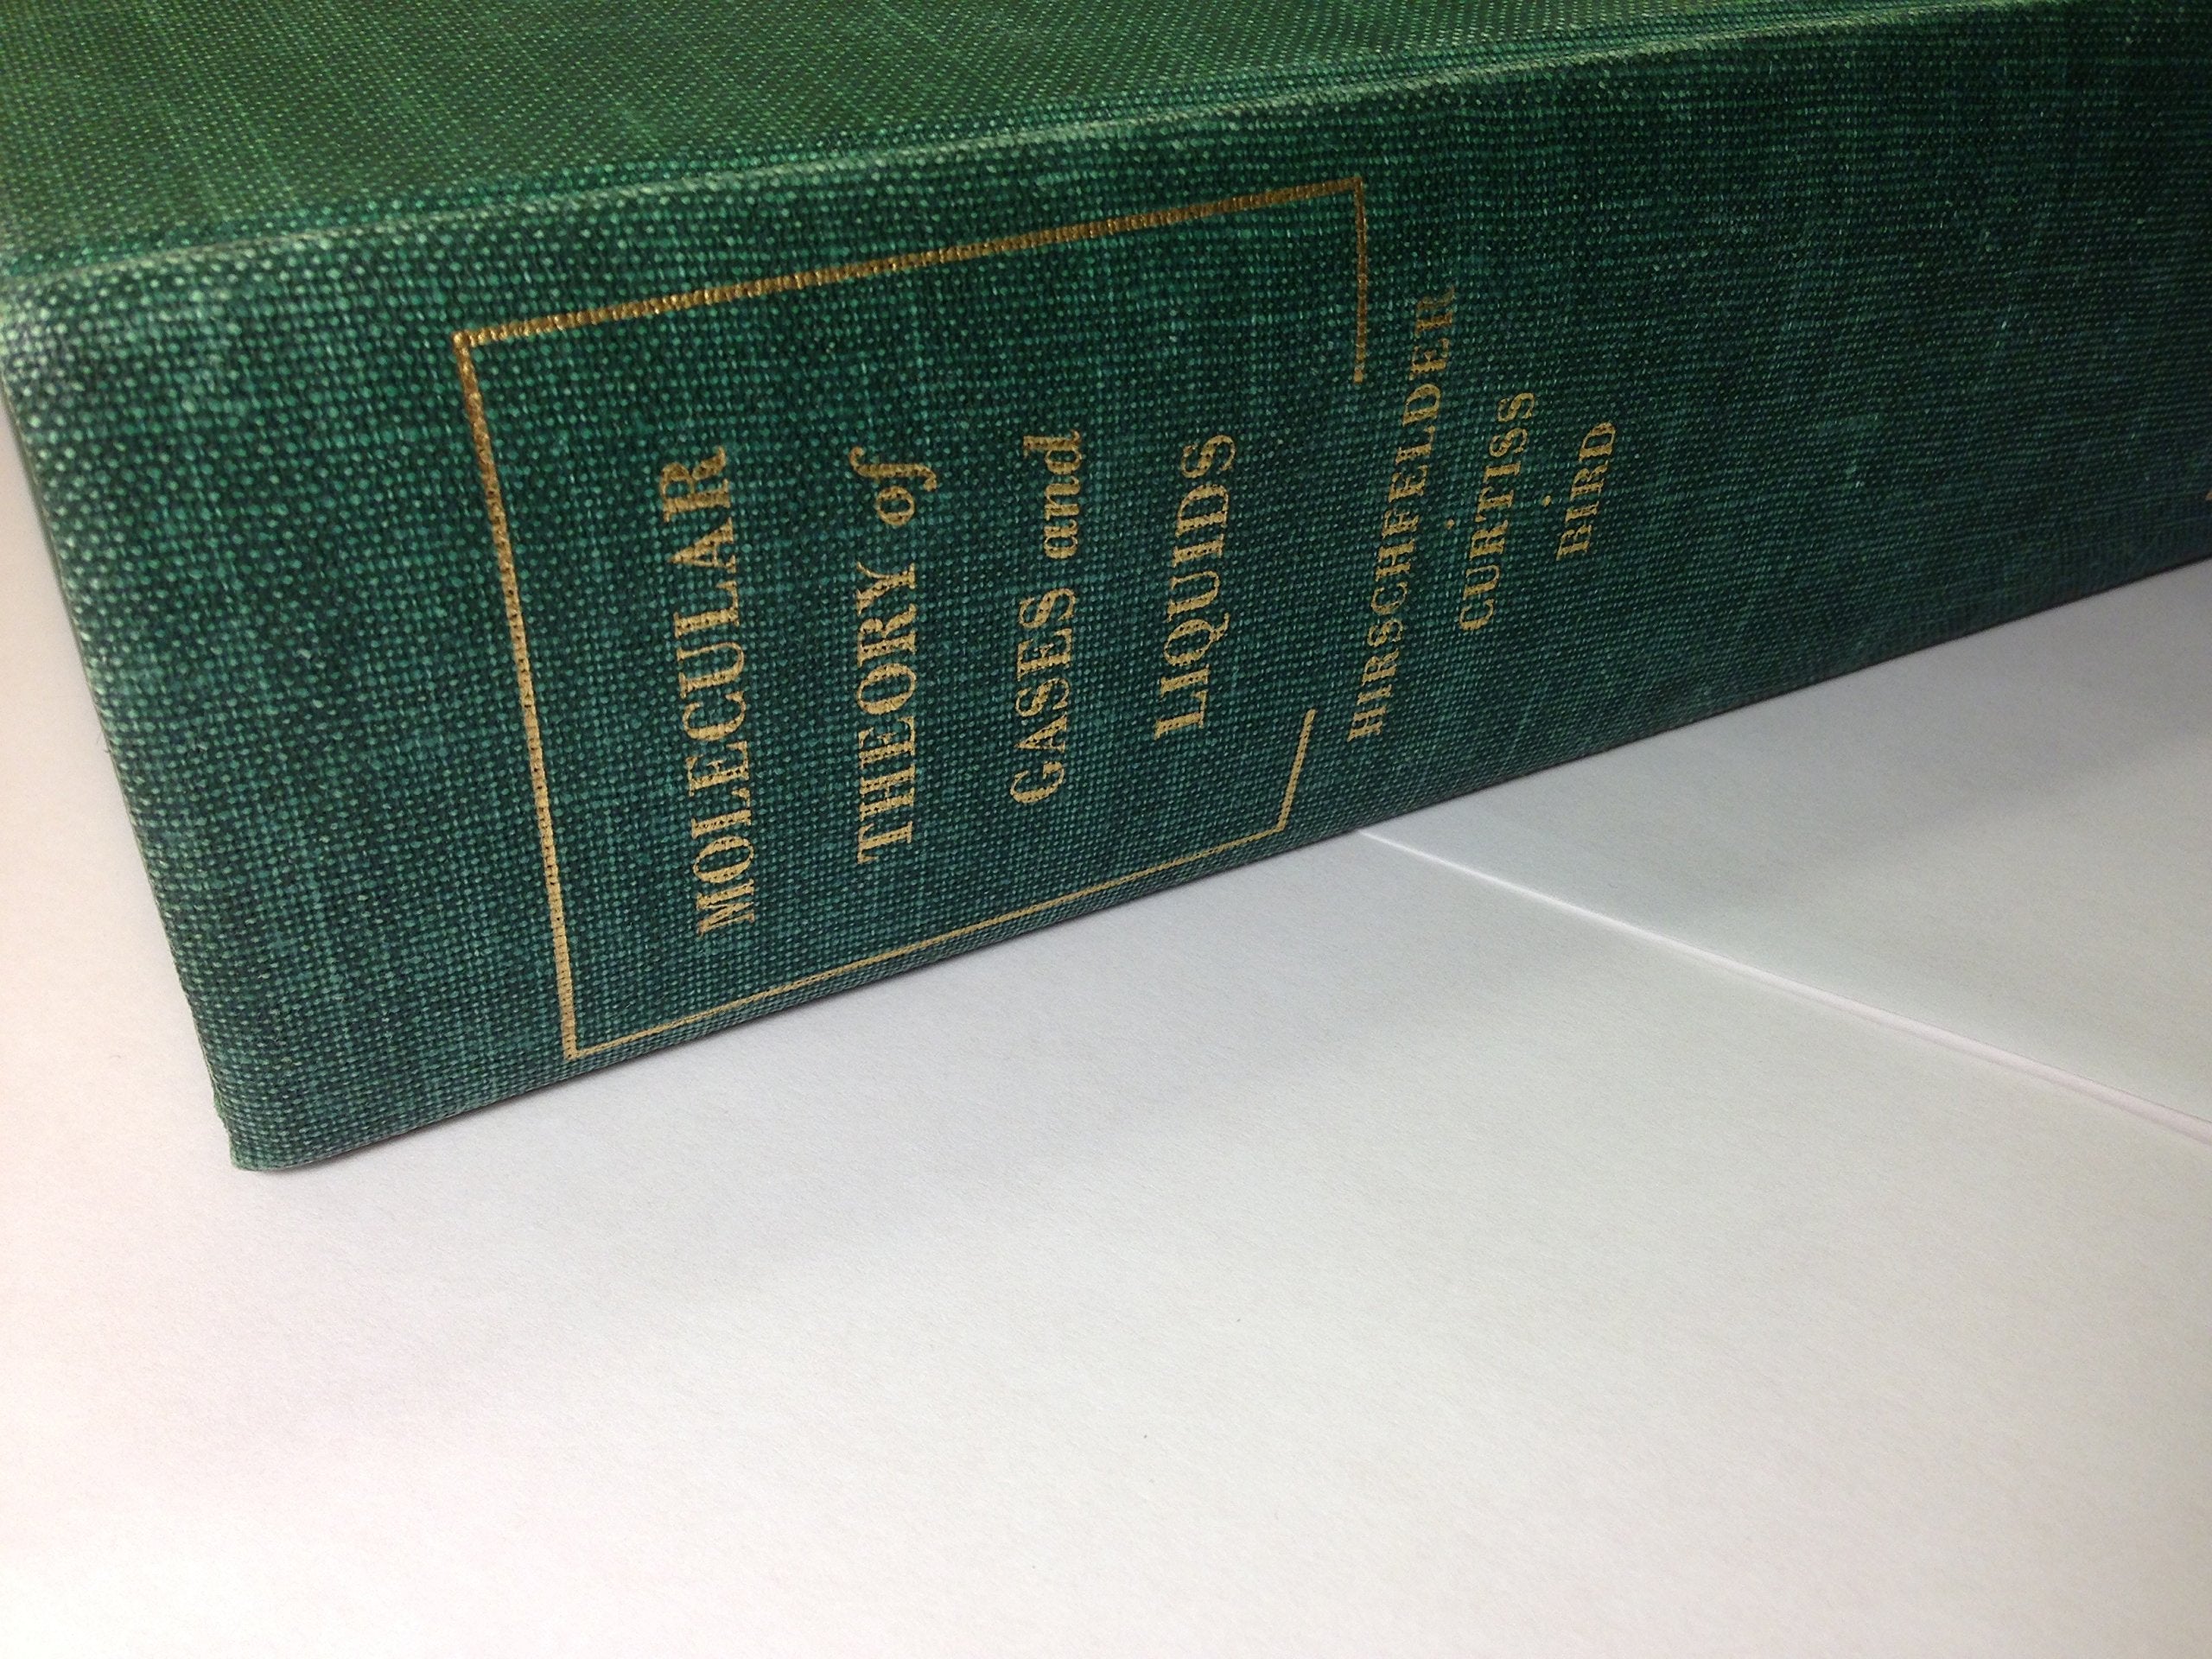 MOLECULAR
THEORY of
GASES and
LIQUIDS
HIRSCHFELDER
CURTISS
BIRD